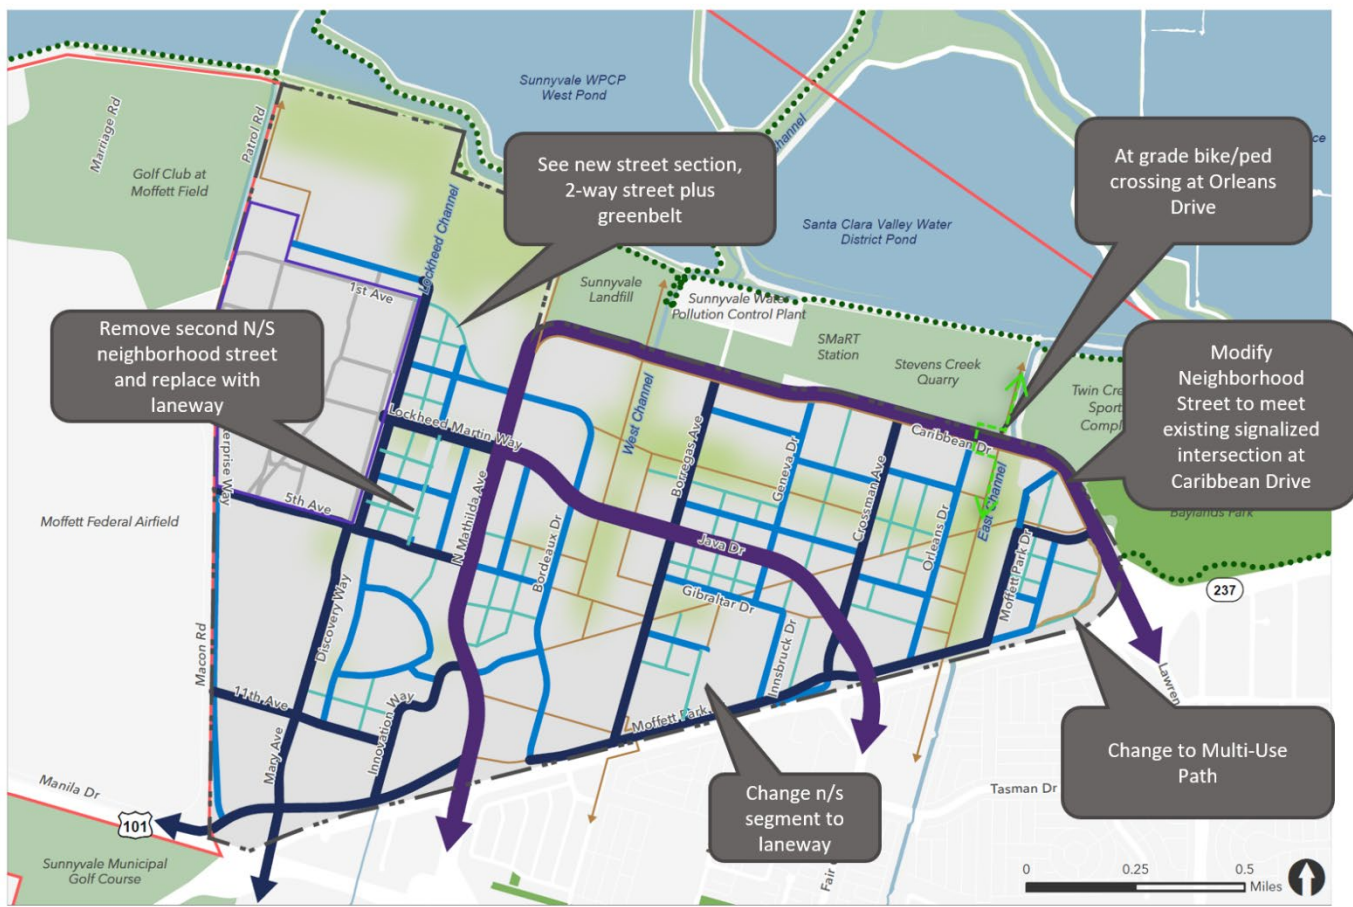 Sunnyvale WPCP
West Pond
Marriage Rd
Patrol Rd
Golf Club at
Moffett Field
See new street section,
2-way street plus
greenbelt
Channel
At grade bike/ped
crossing at Orleans
Drive
Santa Clara Valley Water
District Pond
Lockheed Channel
1st Ave
Sunnyvale
Landfill
Sunnyvale Water
Pollution Control Plant
SMaRT
Station
Stevens Creek
Quarry
Remove second N/S
neighborhood street
and replace with
laneway
Modify
Neighborhood
Street to meet
existing signalized
intersection at
Caribbean Drive
Twin Cre
Sport
Compl
Baylands Park
Lockheed Martin Way
West Channel
Borregas Ave
Geneva Dr
Caribbean Dr
Crossman Ave
East Channel
Orleans Dr
Moffett Park Dr
erprise Way
5th Ave
Moffett Federal Airfield
N Mathilda Ave
Bordeaux Dr
Java Dr
Gibraltar Dr
Innsbruck Dr
Discovery Way
Macon Rd
11th Ave
Mary Ave
Innovation Way
Moffett Park
237
Lawren
Change to Multi-Use
Path
Change n/s
segment to
laneway
Manila Dr
101
Sunnyvale Municipal
Golf Course
Tasman Dr
Fair
0 0.25 0.5
Miles